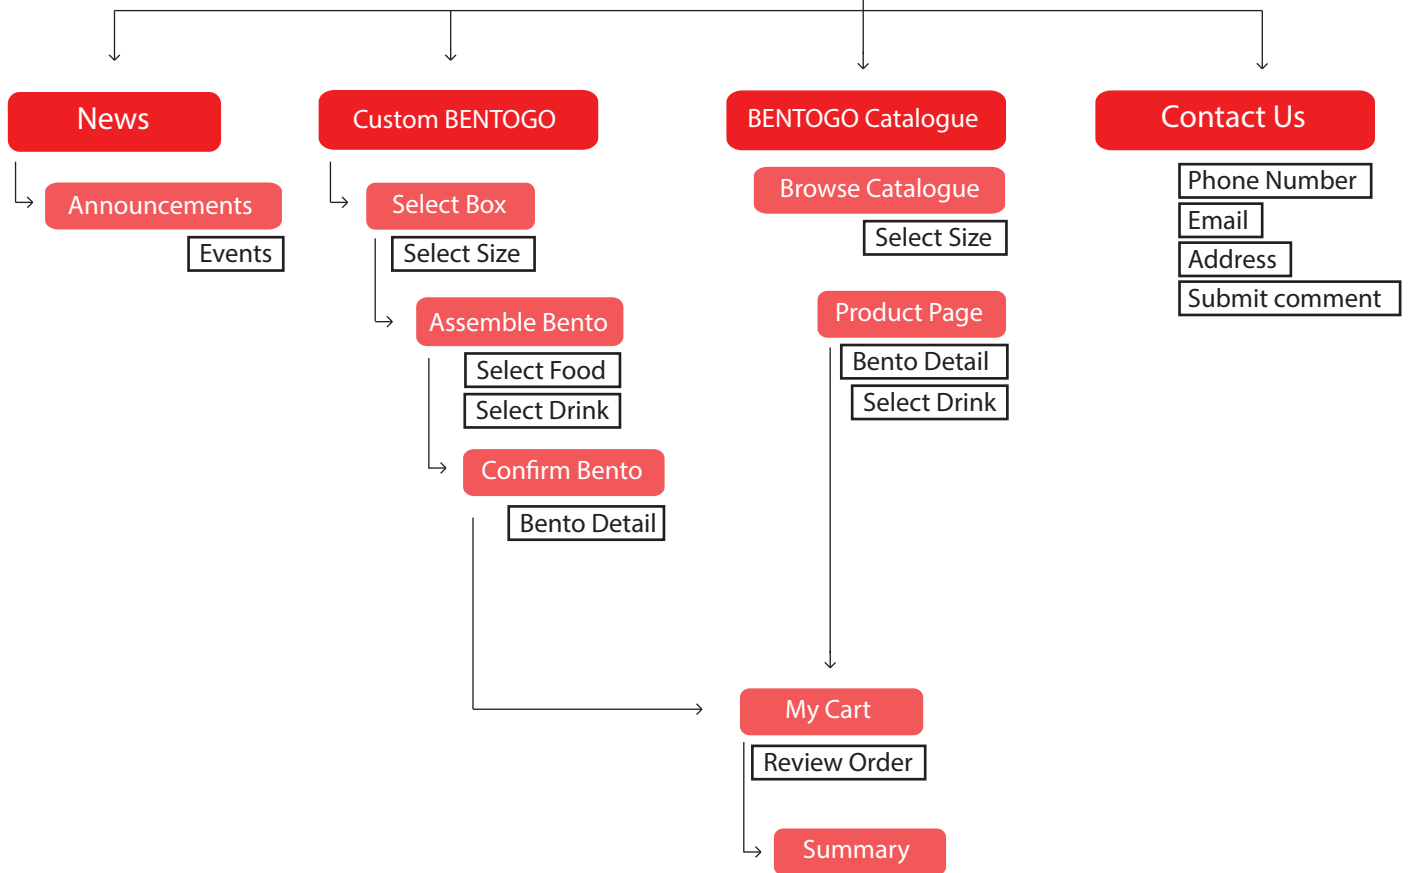 News
Announcements
Events
Custom BENTOGO
Select Box
Select Size
Assemble Bento
Select Food
Select Drink
Confirm Bento
Bento Detail
BENTOGO Catalogue
Browse Catalogue
Select Size
Product Page
Bento Detail
Select Drink
My Cart
Review Order
Summary
Contact Us
Phone Number
Email
Address
Submit comment